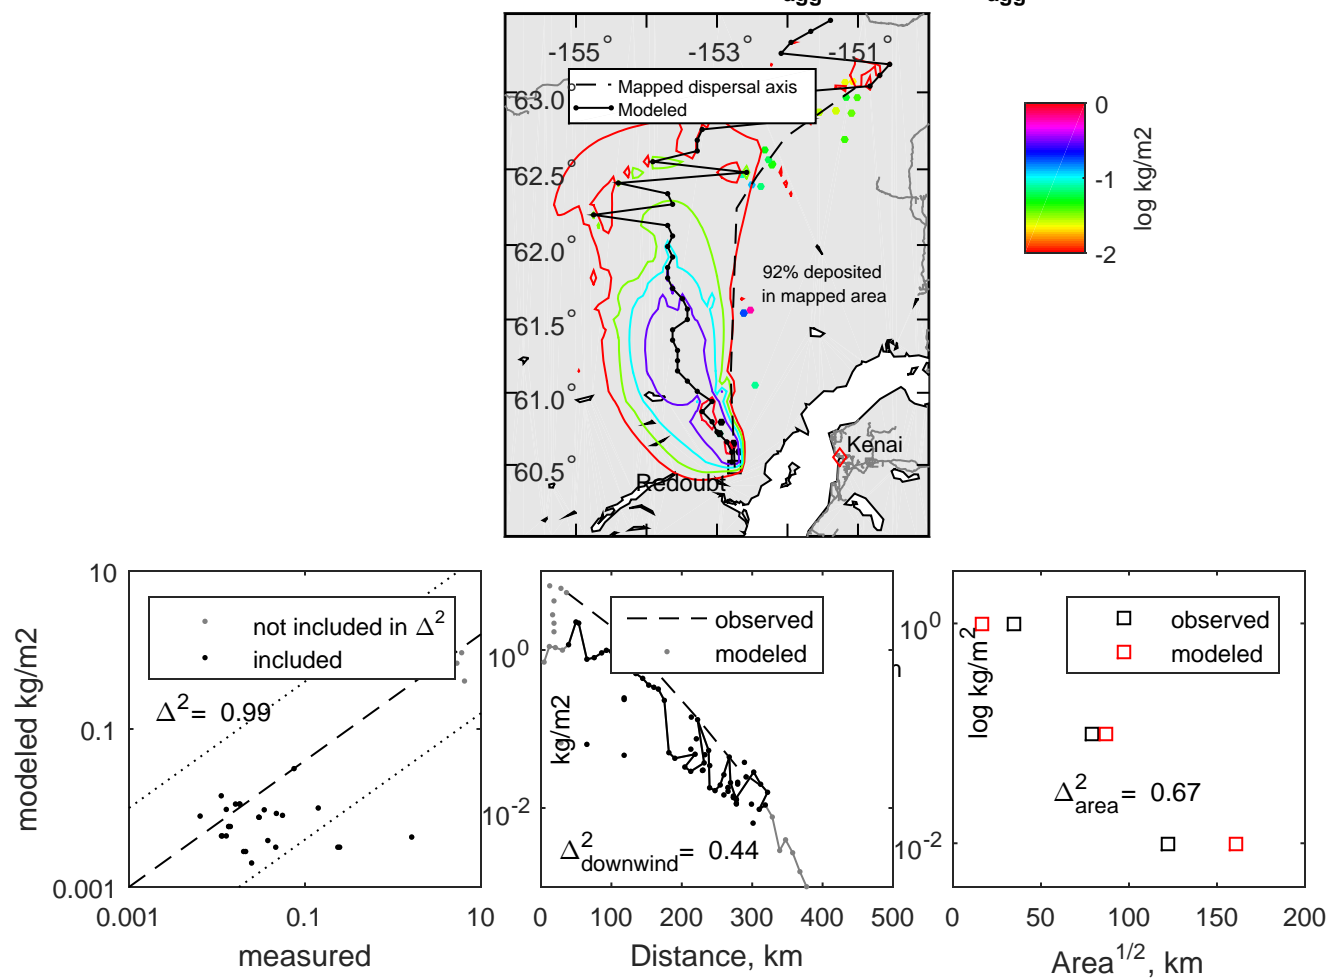 agg agg
-155° -153° -151°
Mapped dispersal axis
Modeled
63.0
62.5°
62.0°
61.5°
61.0°
60.5°
92% deposited
in mapped area
Kenai
Redoubt
0
-1
-2
log kg/m2
10
0.1
0.001
0.001 0.1 10
modeled kg/m2
measured
not included in Δ²
included
Δ²= 0.99
10⁰
10⁻²
0 100 200 300 400 500
kg/m2
Distance, km
observed
modeled
Δ²downwind= 0.44
10⁰
10⁻²
0 50 100 150 200
log kg/m²
Area¹/², km
observed
modeled
Δ²area= 0.67